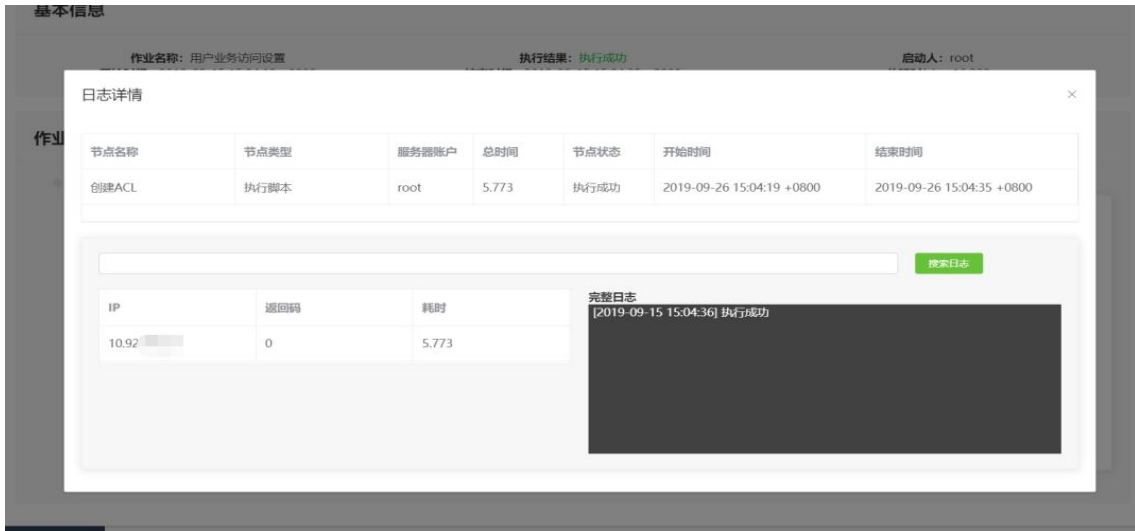 基本信息
作业名称: 用户业务访问设置 执行结果: 执行成功 启动人: root
日志详情
作业
节点名称 节点类型 服务器账户 总时间 节点状态 开始时间 结束时间
创建ACL 执行脚本 root 5.773 执行成功 2019-09-26 15:04:19 +0800 2019-09-26 15:04:35 +0800
搜索日志
IP 返回码 耗时
10.92 0 5.773
完整日志
[2019-09-15 15:04:36] 执行成功